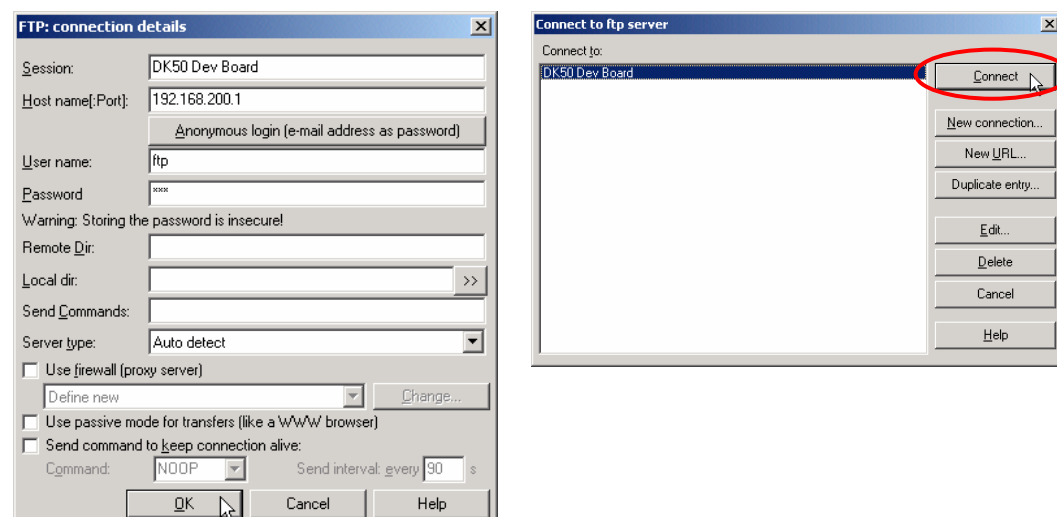 FTP: connection details
Session: DK50 Dev Board
Host name[:Port]: 192.168.200.1
Anonymous login (e-mail address as password)
User name: ftp
Password ***
Warning: Storing the password is insecure!
Remote Dir:
Local dir: >>
Send Commands:
Server type: Auto detect
Use firewall (proxy server)
Define new Change...
Use passive mode for transfers (like a WWW browser)
Send command to keep connection alive:
Command: NOOP Send interval: every 90 s
OK Cancel Help
Connect to ftp server
Connect to:
DK50 Dev Board
Connect
New connection...
New URL...
Duplicate entry...
Edit...
Delete
Cancel
Help